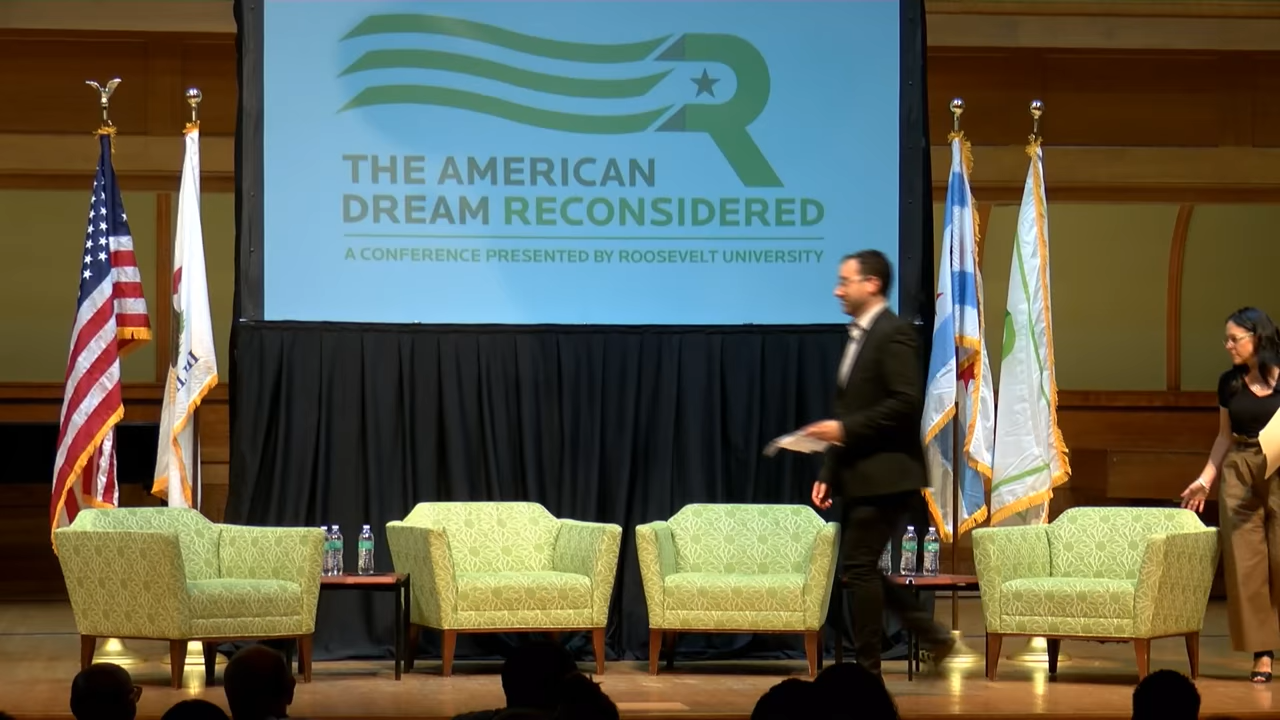 THE AMERICAN
DREAM RECONSIDERED
A CONFERENCE PRESENTED BY ROOSEVELT UNIVERSITY